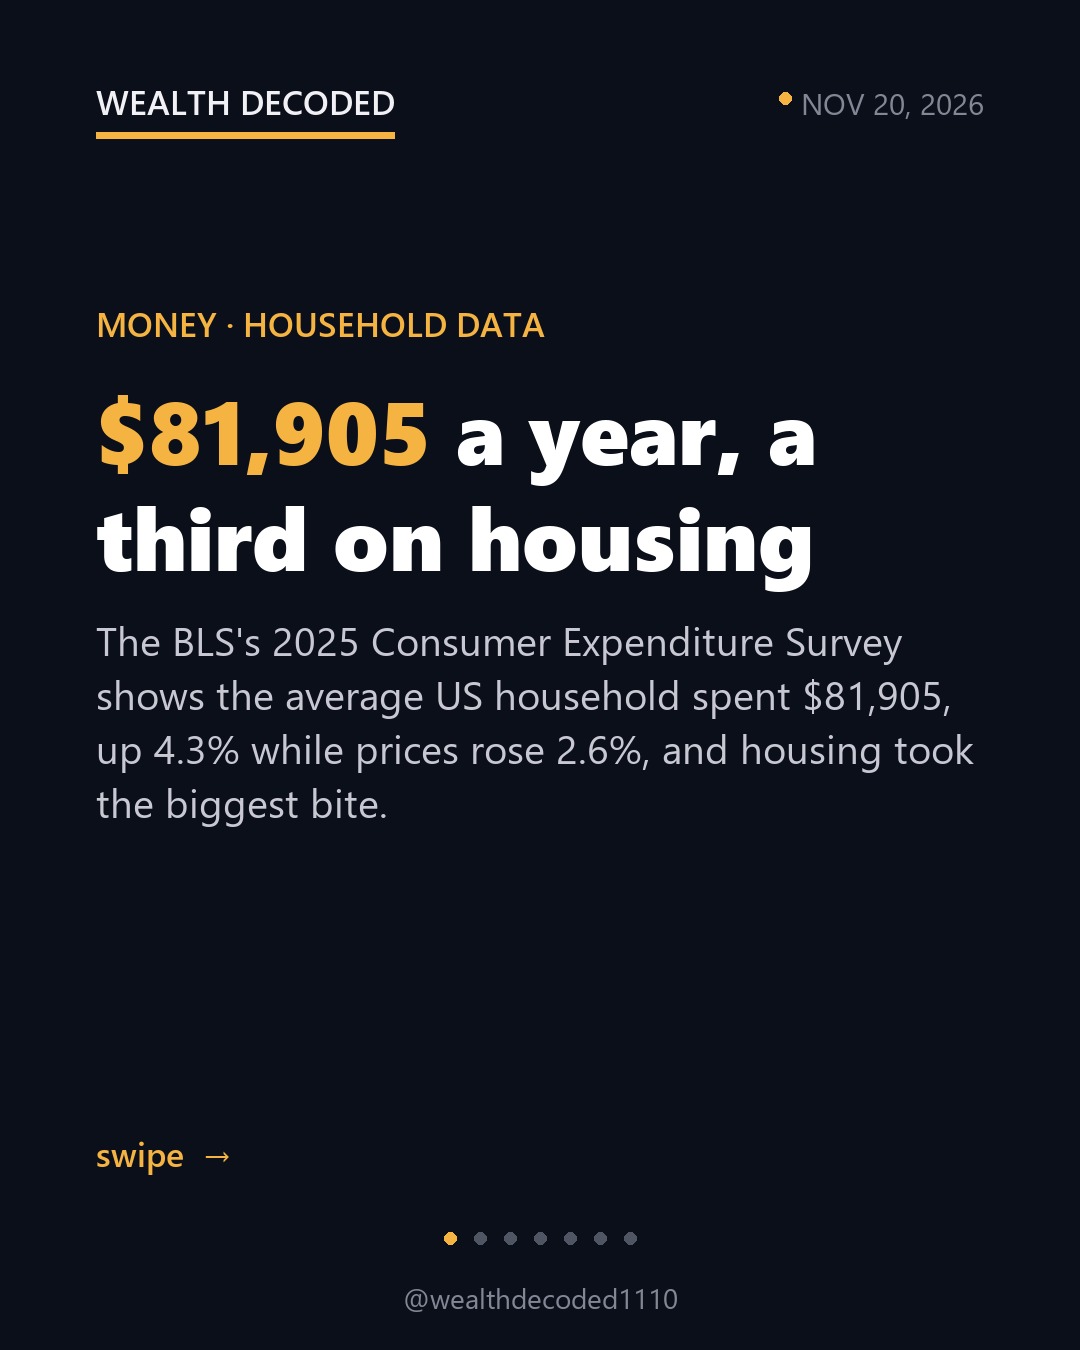 WEALTH DECODED
NOV 20, 2026
MONEY · HOUSEHOLD DATA
$81,905 a year, a
third on housing
The BLS's 2025 Consumer Expenditure Survey
shows the average US household spent $81,905,
up 4.3% while prices rose 2.6%, and housing took
the biggest bite.
swipe →
@wealthdecoded1110